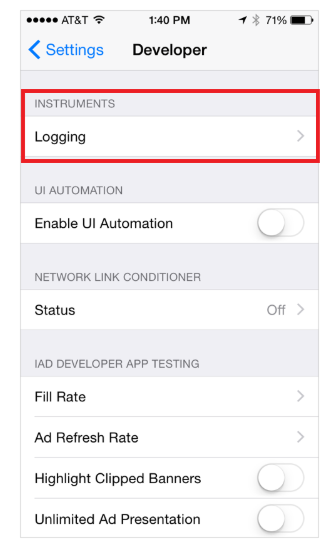 AT&T 1:40 PM 71%
Settings Developer
INSTRUMENTS
Logging
UI AUTOMATION
Enable UI Automation
NETWORK LINK CONDITIONER
Status Off
IAD DEVELOPER APP TESTING
Fill Rate
Ad Refresh Rate
Highlight Clipped Banners
Unlimited Ad Presentation